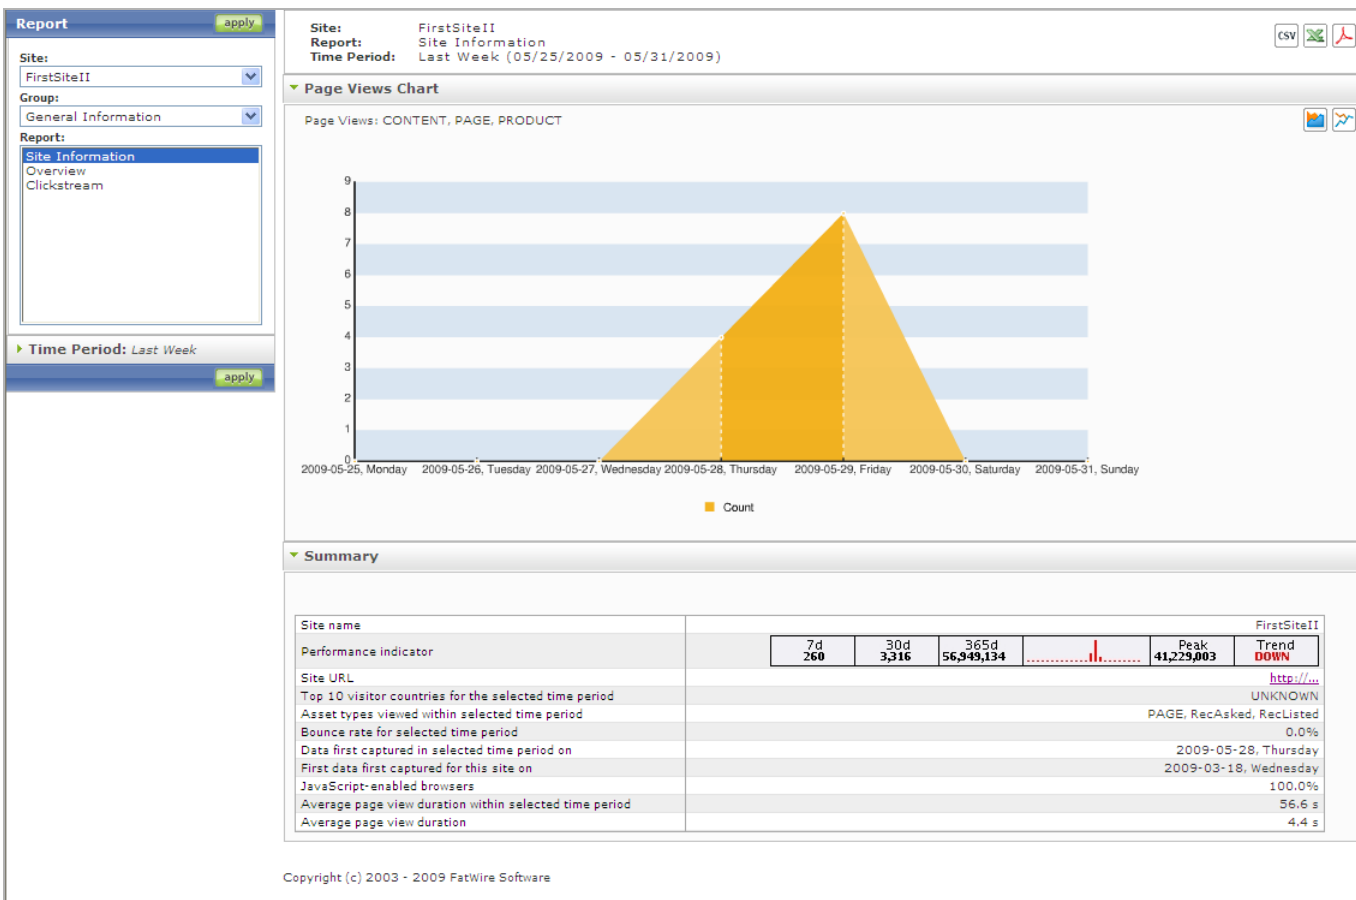 Report apply
Site:
FirstSiteII
Group:
General Information
Report:
Site Information
Overview
Clickstream
Time Period: Last Week
apply
Site: FirstSiteII
Report: Site Information
Time Period: Last Week (05/25/2009 - 05/31/2009)
CSV
Page Views Chart
Page Views: CONTENT, PAGE, PRODUCT
9
8
7
6
5
4
3
2
1
0
2009-05-25, Monday 2009-05-26, Tuesday 2009-05-27, Wednesday 2009-05-28, Thursday 2009-05-29, Friday 2009-05-30, Saturday 2009-05-31, Sunday
Count
Summary
Site name FirstSiteII
Performance indicator 7d 260 30d 3,316 365d 56,949,134 Peak 41,229,003 Trend DOWN
Site URL http://...
Top 10 visitor countries for the selected time period UNKNOWN
Asset types viewed within selected time period PAGE, RecAsked, RecListed
Bounce rate for selected time period 0.0%
Data first captured in selected time period on 2009-05-28, Thursday
First data first captured for this site on 2009-03-18, Wednesday
JavaScript-enabled browsers 100.0%
Average page view duration within selected time period 56.6 s
Average page view duration 4.4 s
Copyright (c) 2003 - 2009 FatWire Software